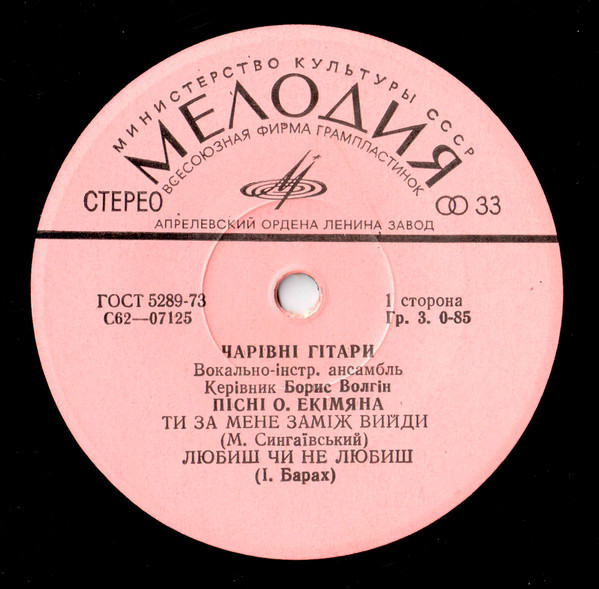 МИНИСТЕРСТВО КУЛЬТУРЫ СССР
МЕЛОДИЯ
ВСЕСОЮЗНАЯ ФИРМА ГРАМПЛАСТИНОК
СТЕРЕО
33
АПРЕЛЕВСКИЙ ОРДЕНА ЛЕНИНА ЗАВОД
ГОСТ 5289-73
1 сторона
С62—07125
Гр. 3. 0-85
ЧАРІВНІ ГІТАРИ
Вокально-інстр. ансамбль
Керівник Борис Волгін
ПІСНІ О. ЕКІМЯНА
ТИ ЗА МЕНЕ ЗАМІЖ ВИЙДИ
(М. Сингаївський)
ЛЮБИШ ЧИ НЕ ЛЮБИШ
(І. Барах)